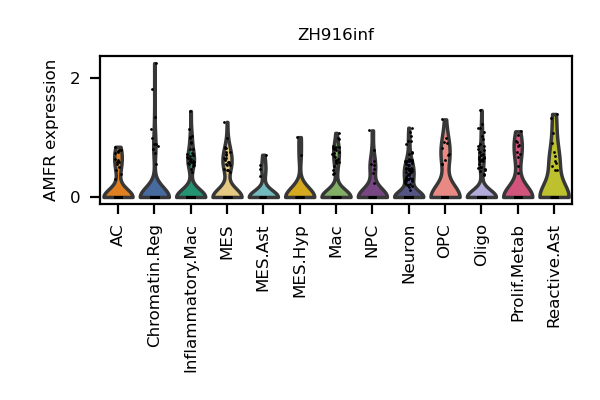 ZH916inf
AMFR expression
2
0
AC
Chromatin.Reg
Inflammatory.Mac
MES
MES.Ast
MES.Hyp
Mac
NPC
Neuron
OPC
Oligo
Prolif.Metab
Reactive.Ast